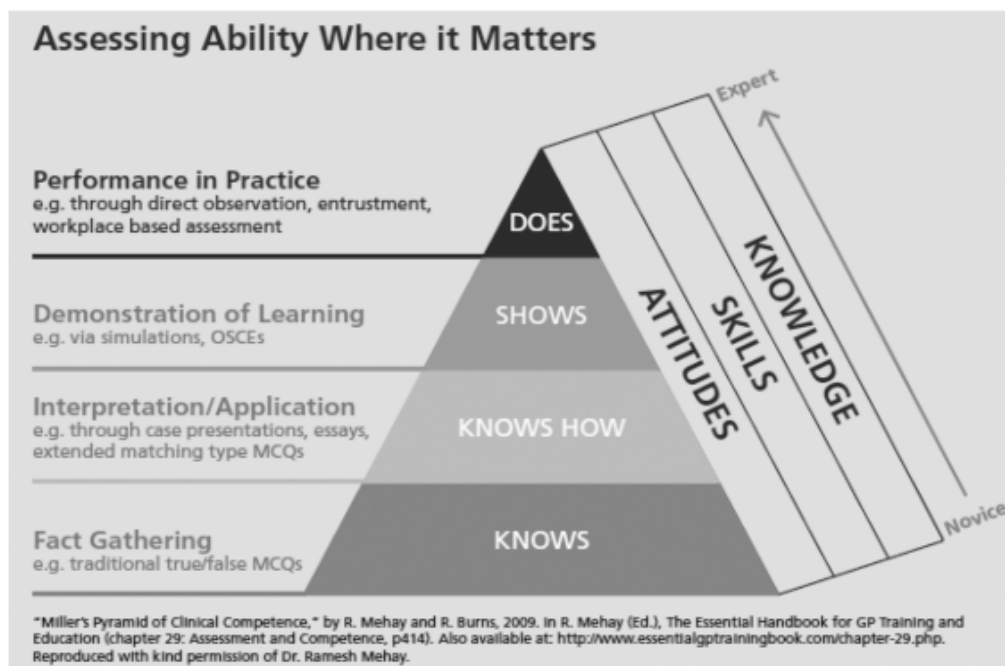 Assessing Ability Where it Matters
Expert
Performance in Practice
e.g. through direct observation, entrustment,
workplace based assessment
DOES
Demonstration of Learning
e.g. via simulations, OSCEs
SHOWS
Interpretation/Application
e.g. through case presentations, essays,
extended matching type MCQs
KNOWS HOW
Fact Gathering
e.g. traditional true/false MCQs
KNOWS
ATTITUDES
SKILLS
KNOWLEDGE
Novice
"Miller's Pyramid of Clinical Competence," by R. Mehay and R. Burns, 2009. In R. Mehay (Ed.), The Essential Handbook for GP Training and
Education (chapter 29: Assessment and Competence, p414). Also available at: http://www.essentialgptrainingbook.com/chapter-29.php.
Reproduced with kind permission of Dr. Ramesh Mehay.